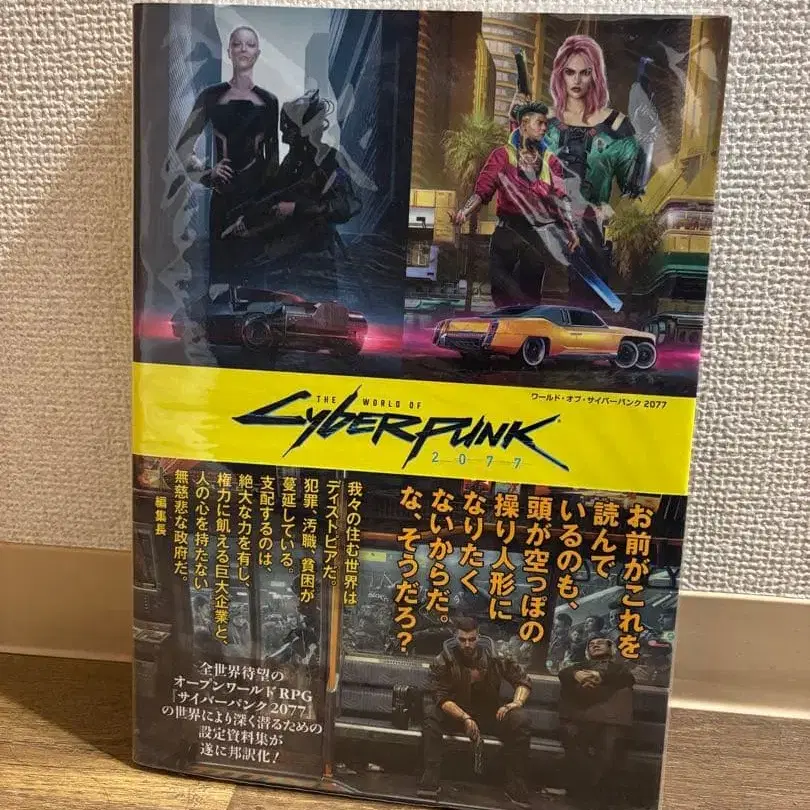 THE WORLD OF
CYBERPUNK
2077
ワールド・オブ・サイバーパンク 2077
お前がこれを
読んで
いるのも、
頭が空っぽの
操り人形に
なりたく
ないからだ。
な、そうだろ?
我々の住む世界は
ディストピアだ。
犯罪、汚職、貧困が
蔓延している。
支配するのは、
絶大な力を有し、
権力に飢える巨大企業と、
人の心を持たない
無慈悲な政府だ。
編集長
全世界待望の
オープンワールドRPG
『サイバーパンク2077』
の世界により深く潜るための
設定資料集が
遂に邦訳化!